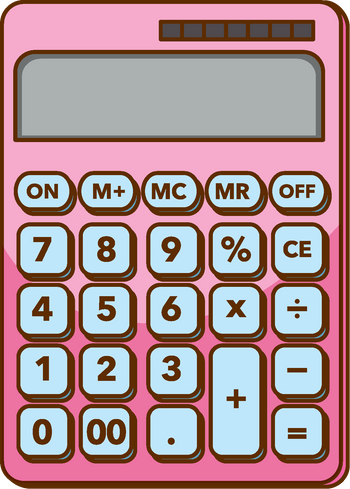 ON M+ MC MR OFF
7 8 9 % CE
4 5 6 x ÷
1 2 3 + −
0 00 . =